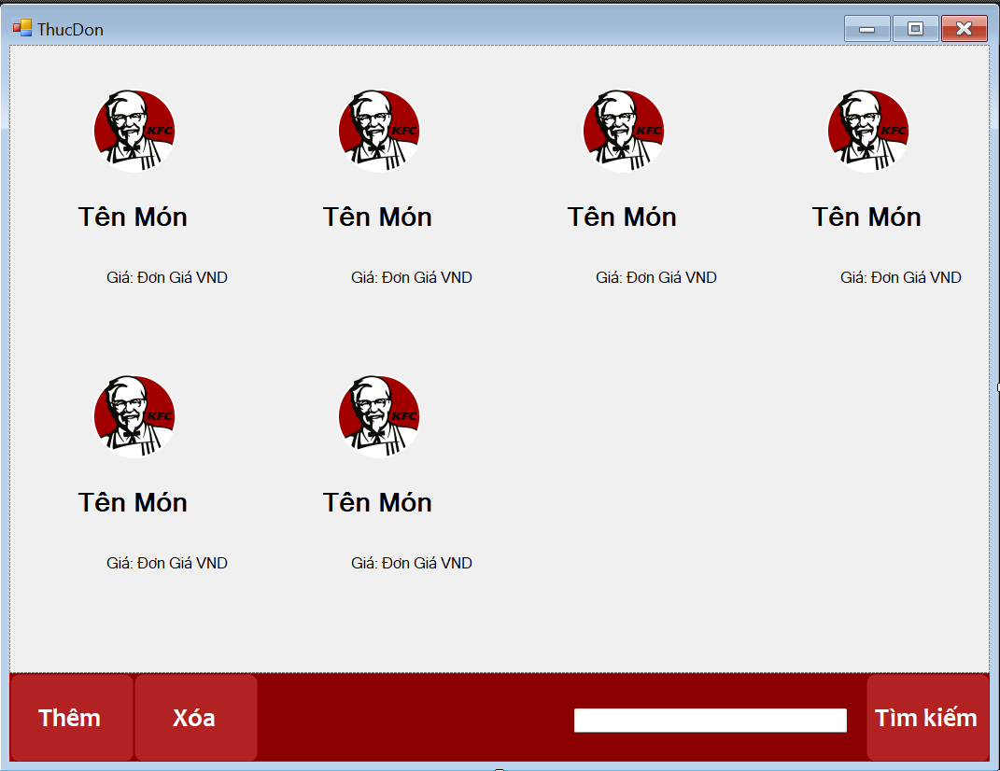 ThucDon
KFC KFC KFC KFC
Tên Món Tên Món Tên Món Tên Món
Giá: Đơn Giá VND Giá: Đơn Giá VND Giá: Đơn Giá VND Giá: Đơn Giá VND
KFC KFC
Tên Món Tên Món
Giá: Đơn Giá VND Giá: Đơn Giá VND
Thêm Xóa Tìm kiếm